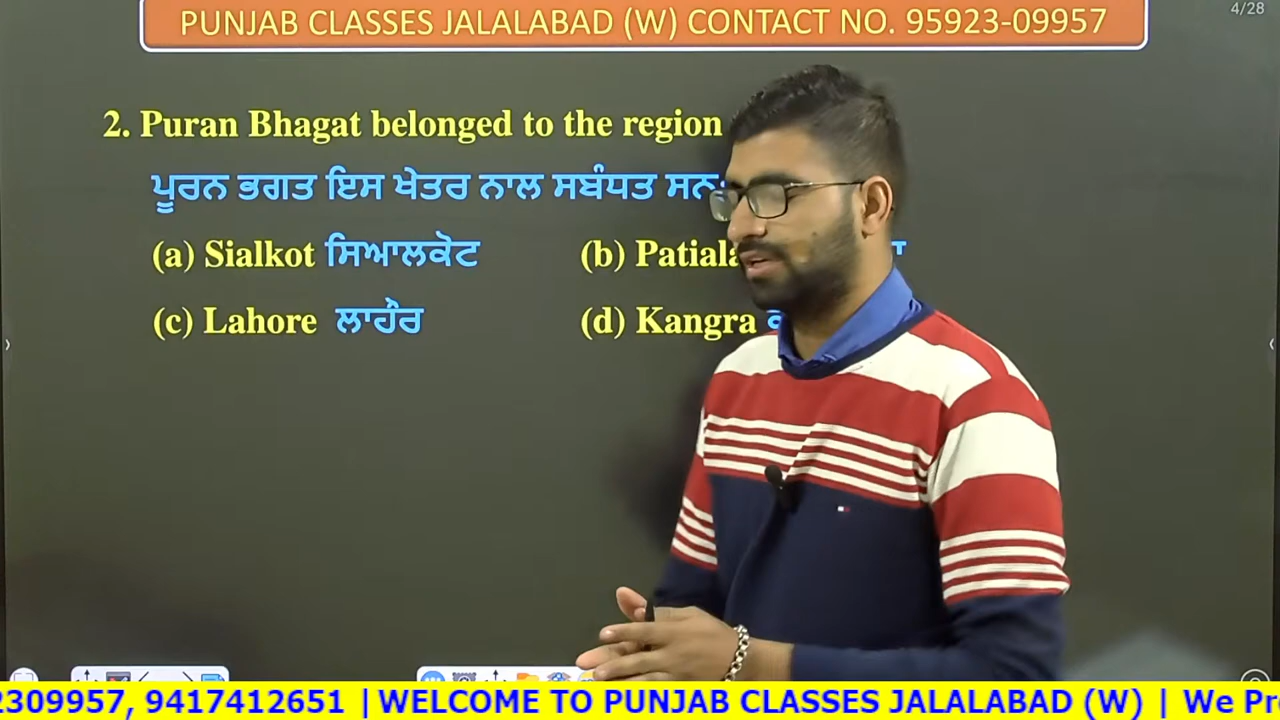 4/28
PUNJAB CLASSES JALALABAD (W) CONTACT NO. 95923-09957
2. Puran Bhagat belonged to the region
ਪੂਰਨ ਭਗਤ ਇਸ ਖੇਤਰ ਨਾਲ ਸਬੰਧਤ ਸਨ:
(a) Sialkot ਸਿਆਲਕੋਟ (b) Patiala
(c) Lahore ਲਾਹੌਰ (d) Kangra
2309957, 9417412651 | WELCOME TO PUNJAB CLASSES JALALABAD (W) | We Pr